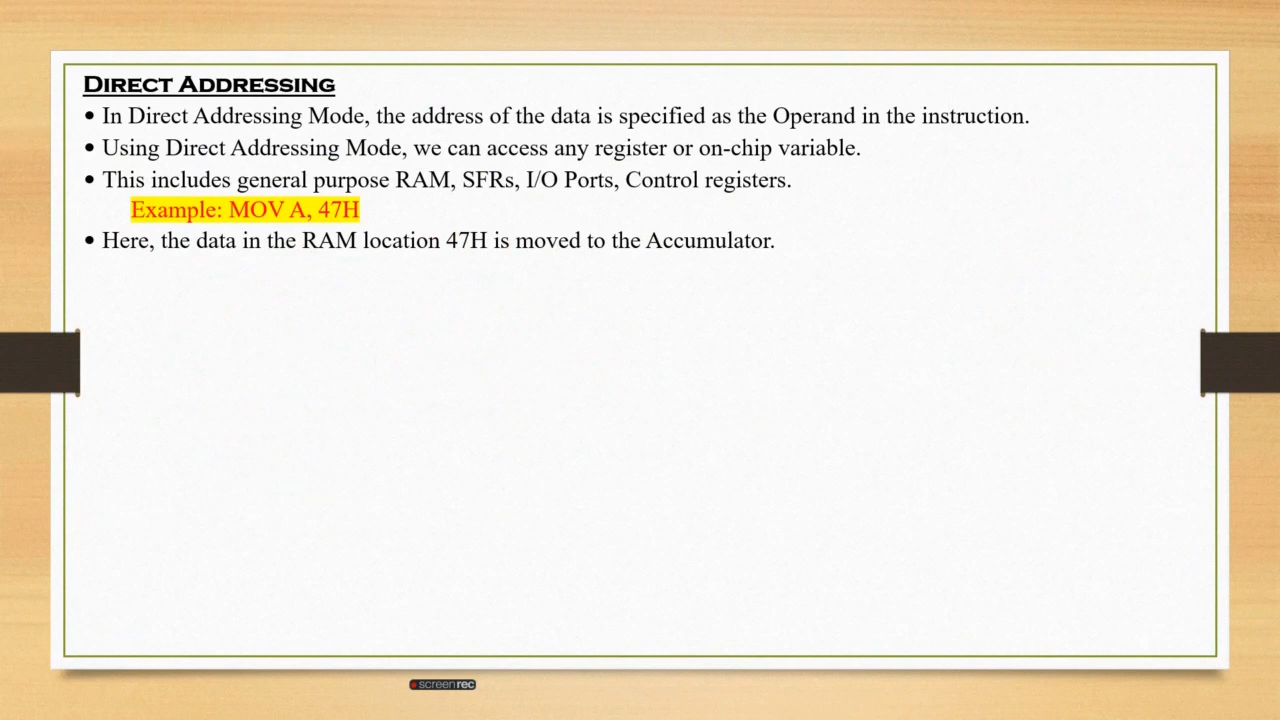 Direct Addressing
• In Direct Addressing Mode, the address of the data is specified as the Operand in the instruction.
• Using Direct Addressing Mode, we can access any register or on-chip variable.
• This includes general purpose RAM, SFRs, I/O Ports, Control registers.
Example: MOV A, 47H
• Here, the data in the RAM location 47H is moved to the Accumulator.
screenrec